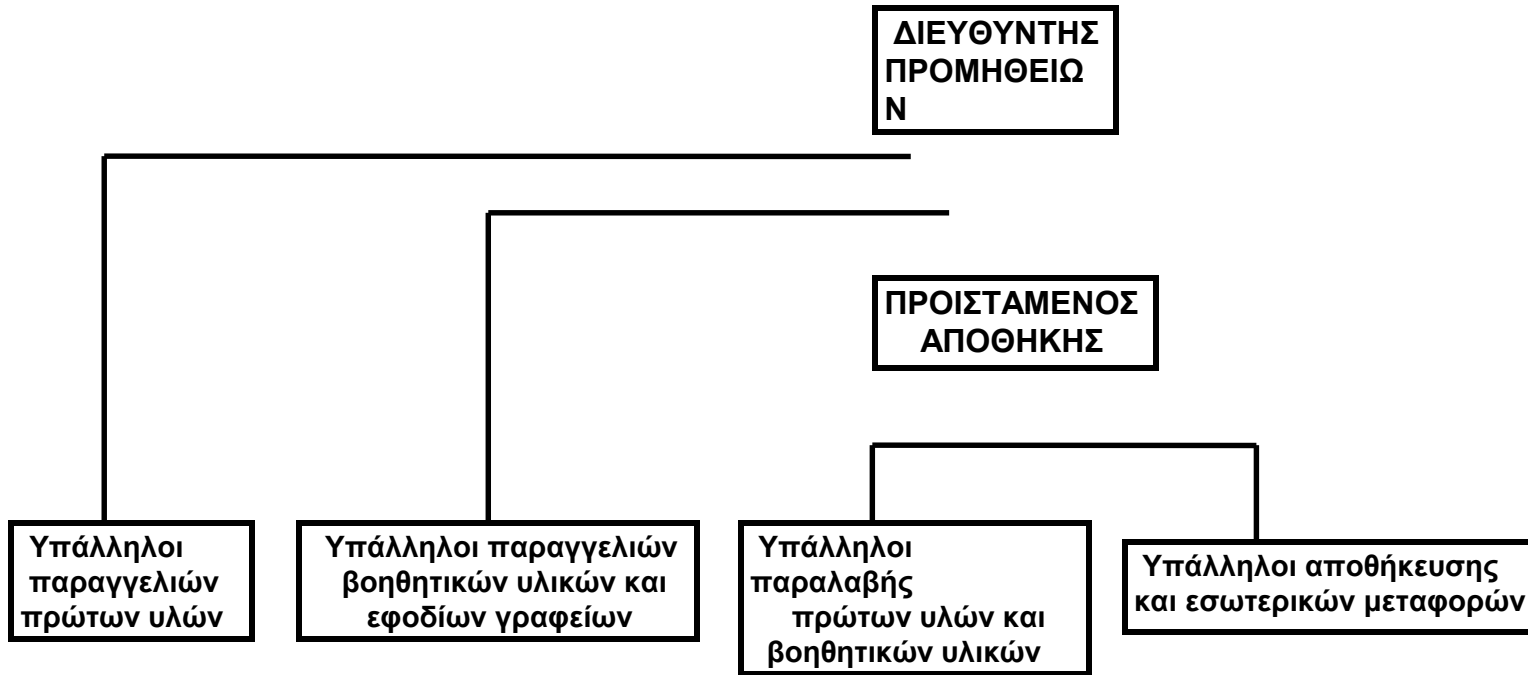 ΔΙΕΥΘΥΝΤΗΣ
ΠΡΟΜΗΘΕΙΩ
Ν
ΠΡΟΙΣΤΑΜΕΝΟΣ
ΑΠΟΘΗΚΗΣ
Υπάλληλοι
παραγγελιών
πρώτων υλών
Υπάλληλοι παραγγελιών
βοηθητικών υλικών και
εφοδίων γραφείων
Υπάλληλοι
παραλαβής
πρώτων υλών και
βοηθητικών υλικών
Υπάλληλοι αποθήκευσης
και εσωτερικών μεταφορών